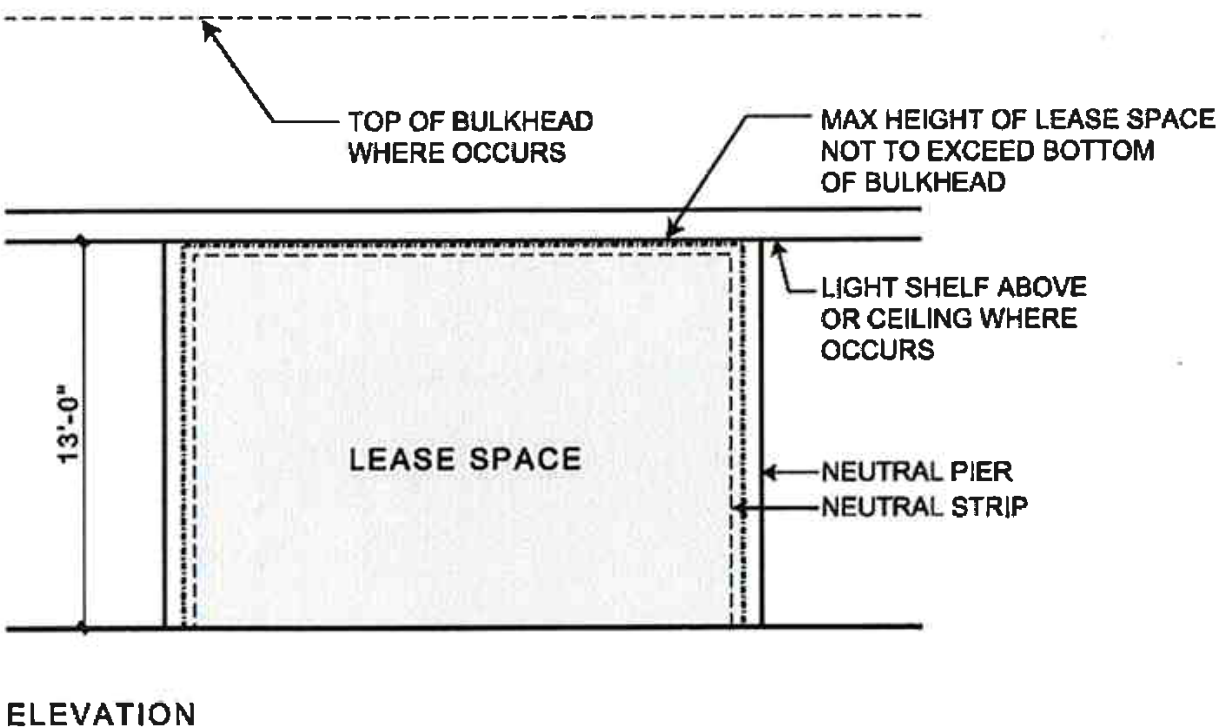 TOP OF BULKHEAD
WHERE OCCURS
MAX HEIGHT OF LEASE SPACE
NOT TO EXCEED BOTTOM
OF BULKHEAD
LIGHT SHELF ABOVE
OR CEILING WHERE
OCCURS
13'-0"
LEASE SPACE
NEUTRAL PIER
NEUTRAL STRIP
ELEVATION